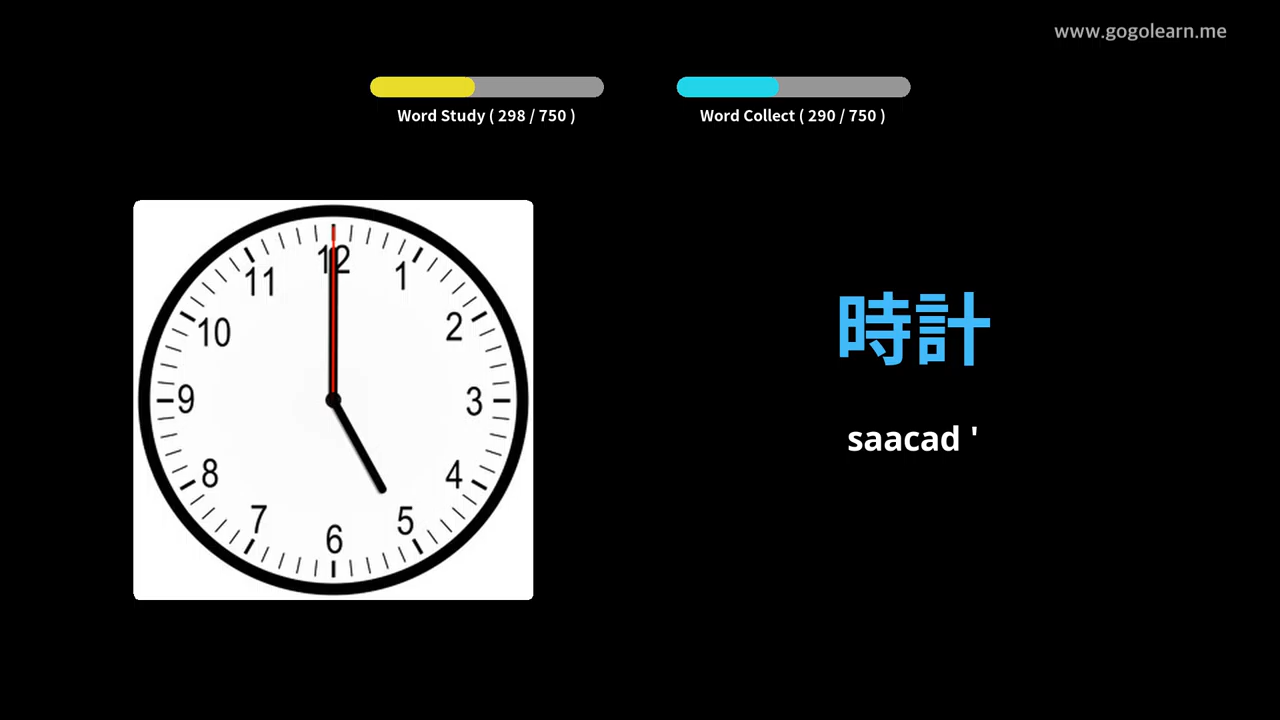 www.gogolearn.me
Word Study ( 298 / 750 )
Word Collect ( 290 / 750 )
12
1
2
3
4
5
6
7
8
9
10
11
時計
saacad '